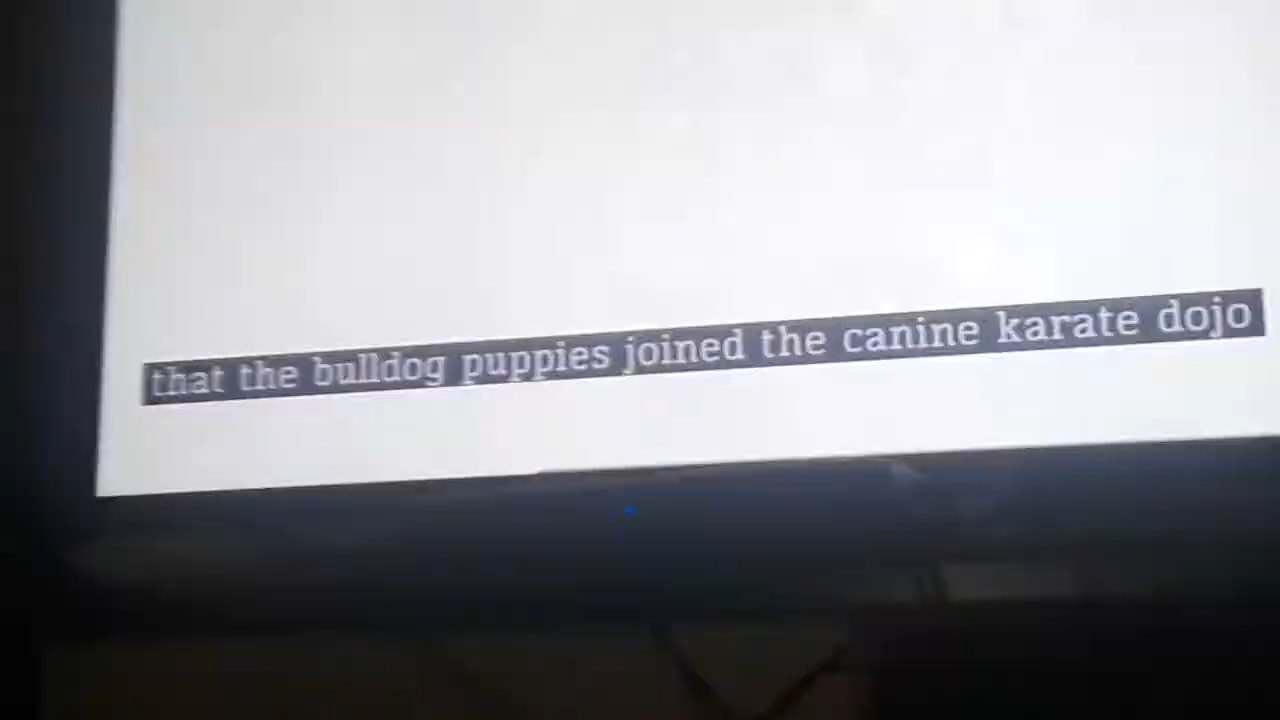 that the bulldog puppies joined the canine karate dojo